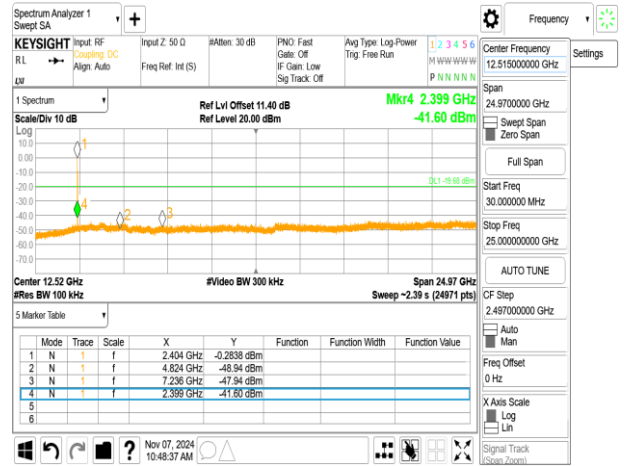 Spectrum Analyzer 1
Swept SA
Frequency
KEYSIGHT Input: RF Input Z: 50 Ω #Atten: 30 dB PNO: Fast Avg Type: Log-Power 1 2 3 4 5 6
RL Coupling: DC Gate: Off Trig: Free Run M W W W W W
Align: Auto Freq Ref: Int (S) IF Gain: Low
LXI Sig Track: Off P N N N N N
Settings
1 Spectrum
Ref Lvl Offset 11.40 dB Mkr4 2.399 GHz
Scale/Div 10 dB Ref Level 20.00 dBm -41.60 dBm
Log
10.0
0.00
-10.0
-20.0
-30.0
-40.0
-50.0
-60.0
-70.0
1
4
2
3
DL1 -19.60 dBm
Center 12.52 GHz #Video BW 300 kHz Span 24.97 GHz
#Res BW 100 kHz Sweep ~2.39 s (24971 pts)
5 Marker Table
Mode Trace Scale X Y Function Function Width Function Value
1 N 1 f 2.404 GHz -0.2838 dBm
2 N 1 f 4.824 GHz -48.94 dBm
3 N 1 f 7.236 GHz -47.94 dBm
4 N 1 f 2.399 GHz -41.60 dBm
5
6
?
Nov 07, 2024
10:48:37 AM
Center Frequency
12.515000000 GHz
Span
24.9700000 GHz
Swept Span
Zero Span
Full Span
Start Freq
30.000000 MHz
Stop Freq
25.000000000 GHz
AUTO TUNE
CF Step
2.497000000 GHz
Auto
Man
Freq Offset
0 Hz
X Axis Scale
Log
Lin
Signal Track
(Span Zoom)